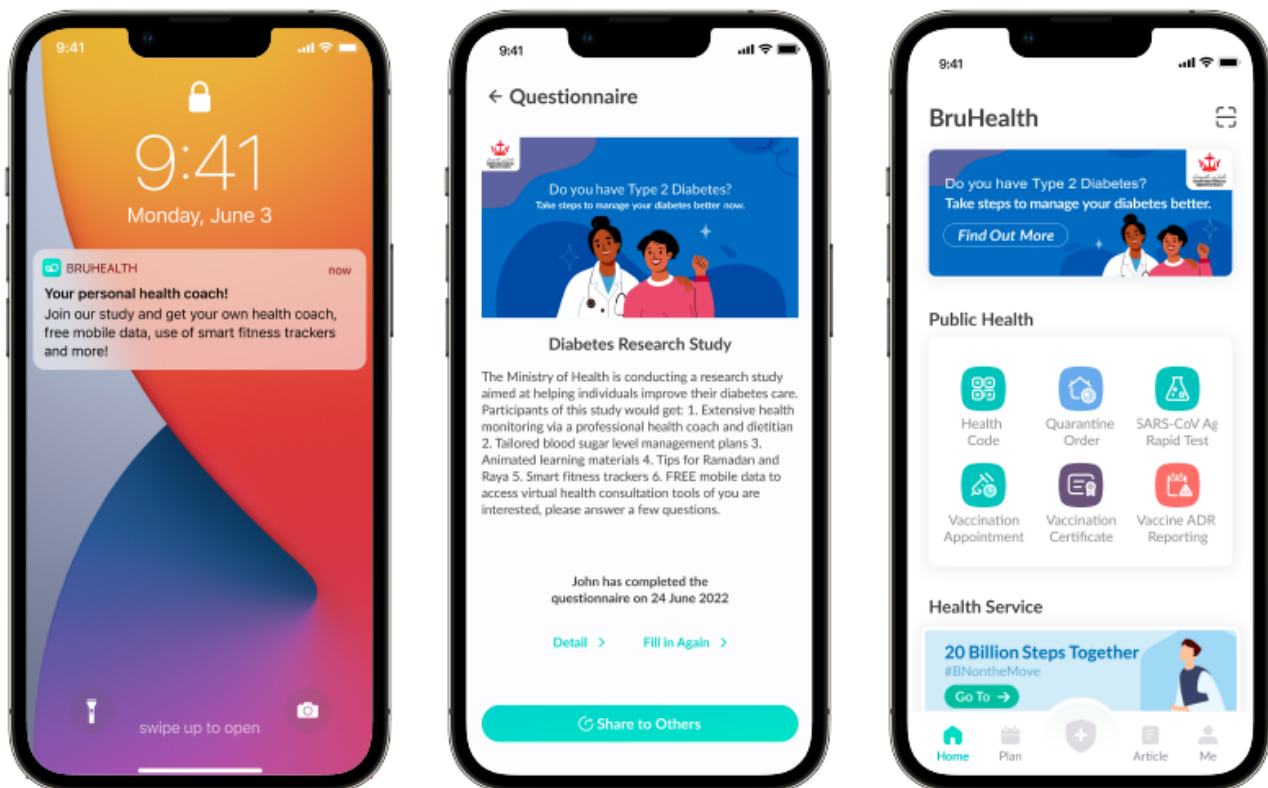 9:41
9:41
Monday, June 3
BRUHEALTH
now
Your personal health coach!
Join our study and get your own health coach,
free mobile data, use of smart fitness trackers
and more!
swipe up to open
9:41
← Questionnaire
Do you have Type 2 Diabetes?
Take steps to manage your diabetes better now.
Diabetes Research Study
The Ministry of Health is conducting a research study
aimed at helping individuals improve their diabetes care.
Participants of this study would get: 1. Extensive health
monitoring via a professional health coach and dietitian
2. Tailored blood sugar level management plans 3.
Animated learning materials 4. Tips for Ramadan and
Raya 5. Smart fitness trackers 6. FREE mobile data to
access virtual health consultation tools of you are
interested, please answer a few questions.
John has completed the
questionnaire on 24 June 2022
Detail >
Fill in Again >
Share to Others
9:41
BruHealth
Do you have Type 2 Diabetes?
Take steps to manage your diabetes better.
Find Out More
Public Health
Health
Code
Quarantine
Order
SARS-CoV Ag
Rapid Test
Vaccination
Appointment
Vaccination
Certificate
Vaccine ADR
Reporting
Health Service
20 Billion Steps Together
#BNontheMove
Go To →
Home
Plan
Article
Me